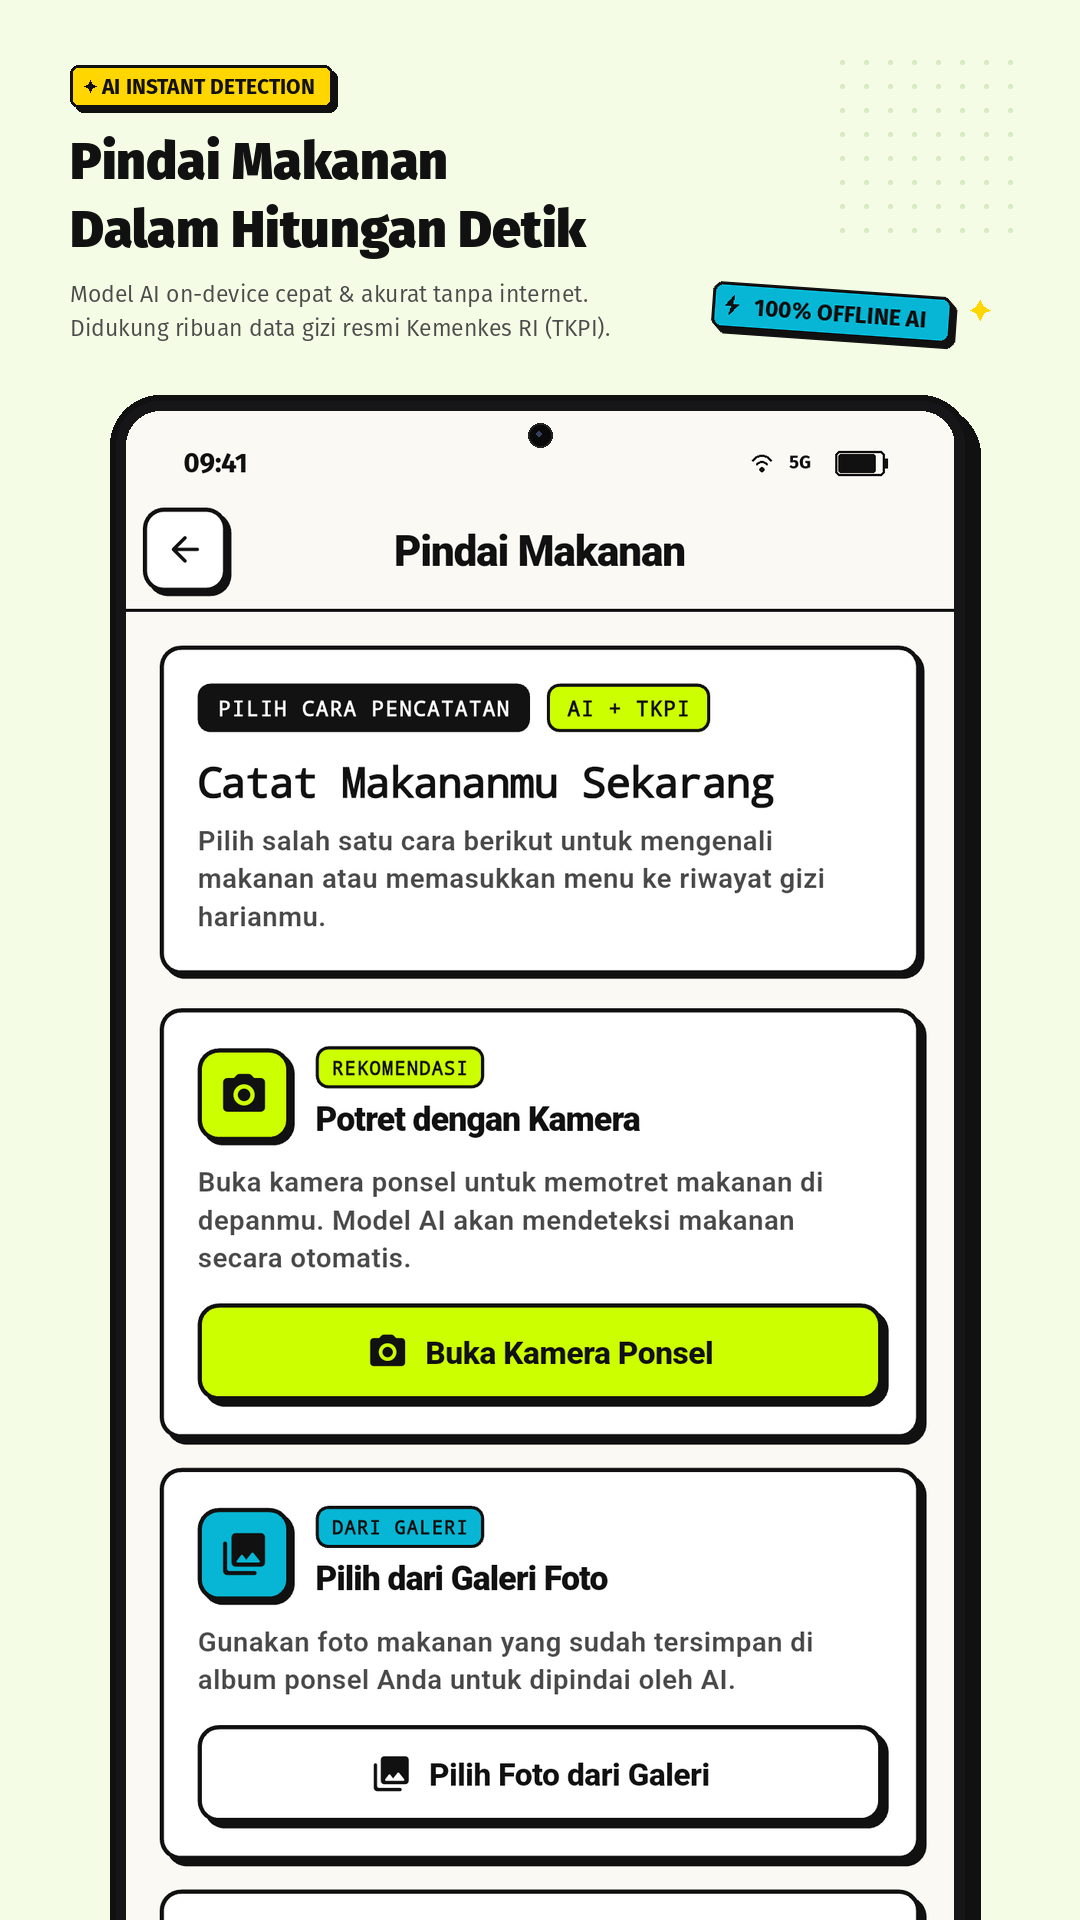 ✦ AI INSTANT DETECTION
Pindai Makanan
Dalam Hitungan Detik
Model AI on-device cepat & akurat tanpa internet.
Didukung ribuan data gizi resmi Kemenkes RI (TKPI).
100% OFFLINE AI
09:41
5G
Pindai Makanan
PILIH CARA PENCATATAN
AI + TKPI
Catat Makananmu Sekarang
Pilih salah satu cara berikut untuk mengenali
makanan atau memasukkan menu ke riwayat gizi
harianmu.
REKOMENDASI
Potret dengan Kamera
Buka kamera ponsel untuk memotret makanan di
depanmu. Model AI akan mendeteksi makanan
secara otomatis.
Buka Kamera Ponsel
DARI GALERI
Pilih dari Galeri Foto
Gunakan foto makanan yang sudah tersimpan di
album ponsel Anda untuk dipindai oleh AI.
Pilih Foto dari Galeri